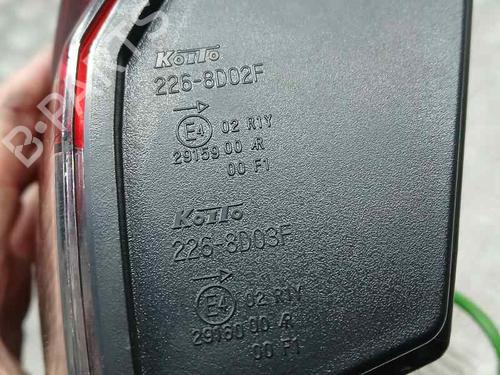 KOITO
226-8D02F
E4 02 R1Y
29159 00 AR
00 F1
KOITO
226-8D03F
E4 02 R1Y
29160 00 AR
00 F1
B-PARTS